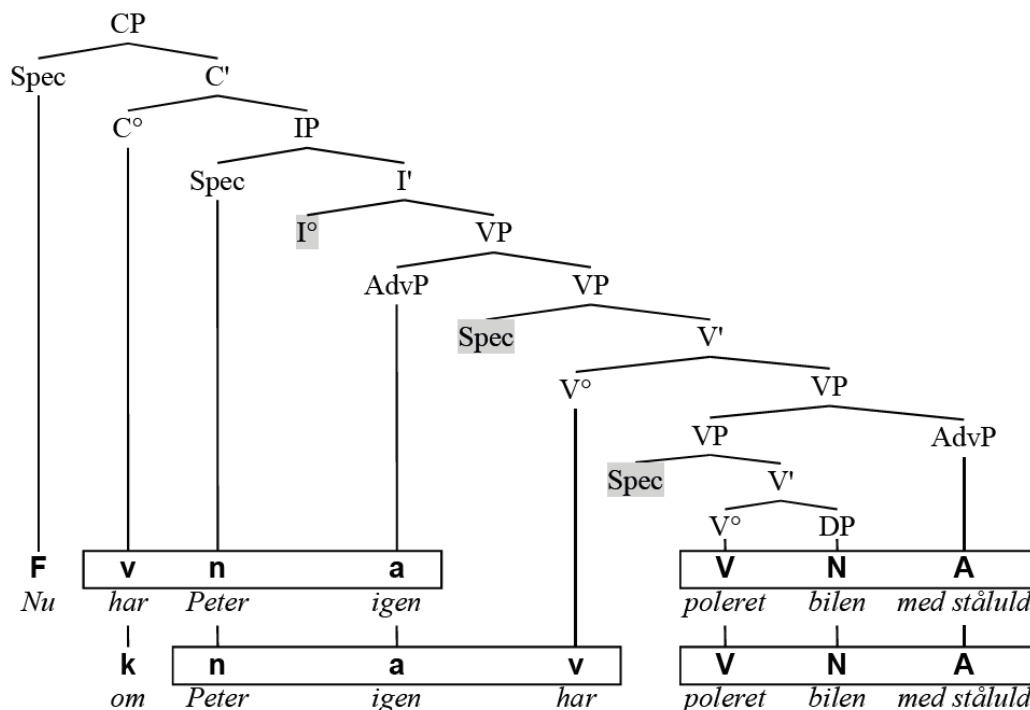 CP
Spec C'
C° IP
Spec I'
I° VP
AdvP VP
Spec V'
V° VP
VP AdvP
Spec V'
V° DP
F v n a V N A
Nu har Peter igen poleret bilen med ståluld
k n a v V N A
om Peter igen har poleret bilen med ståluld